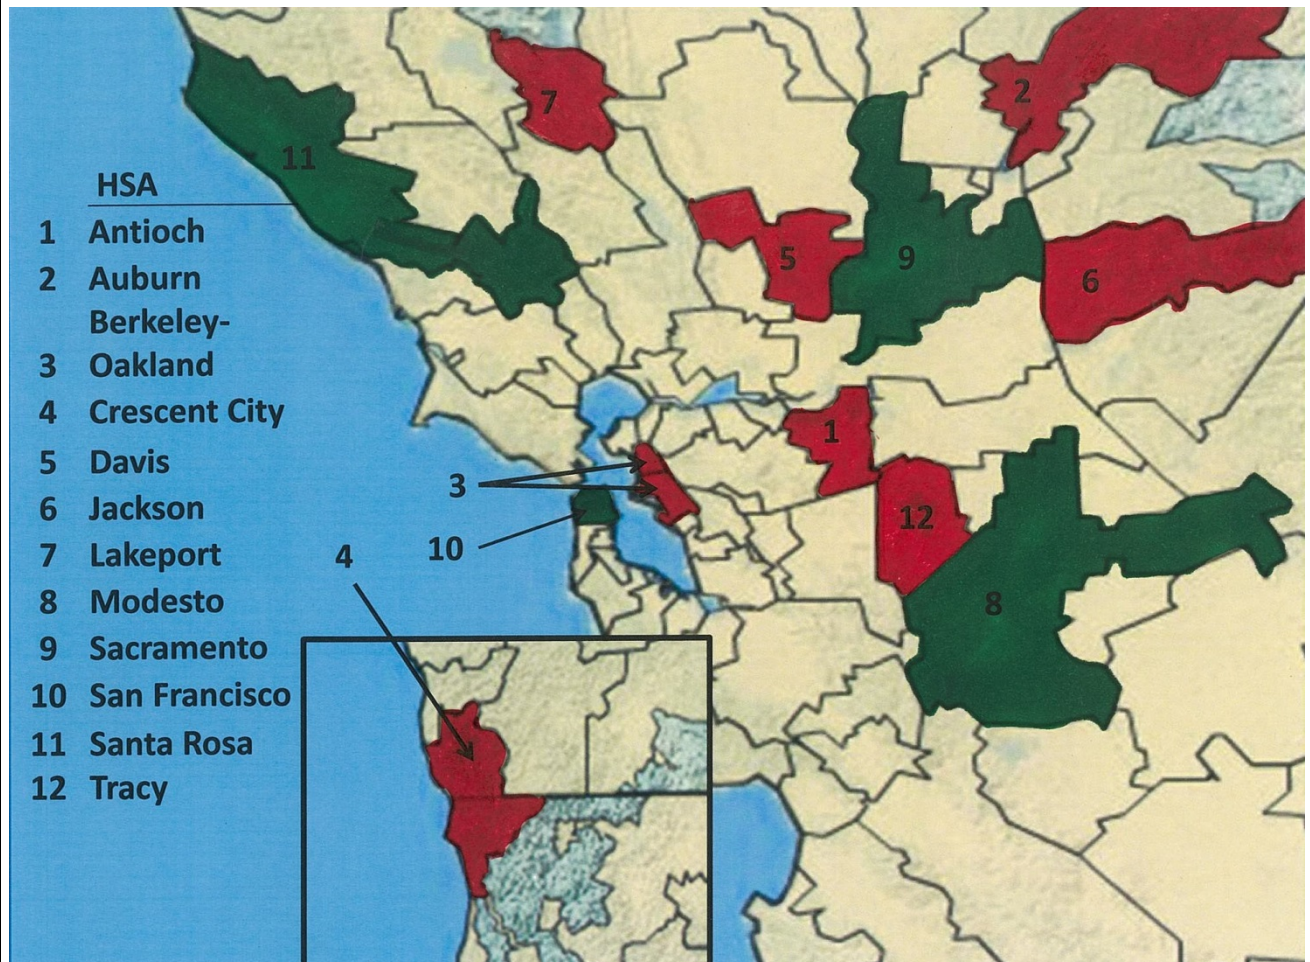 HSA
1 Antioch
2 Auburn
Berkeley-
3 Oakland
4 Crescent City
5 Davis
6 Jackson
7 Lakeport
8 Modesto
9 Sacramento
10 San Francisco
11 Santa Rosa
12 Tracy
7
2
11
5
9
6
1
3
12
10
4
8